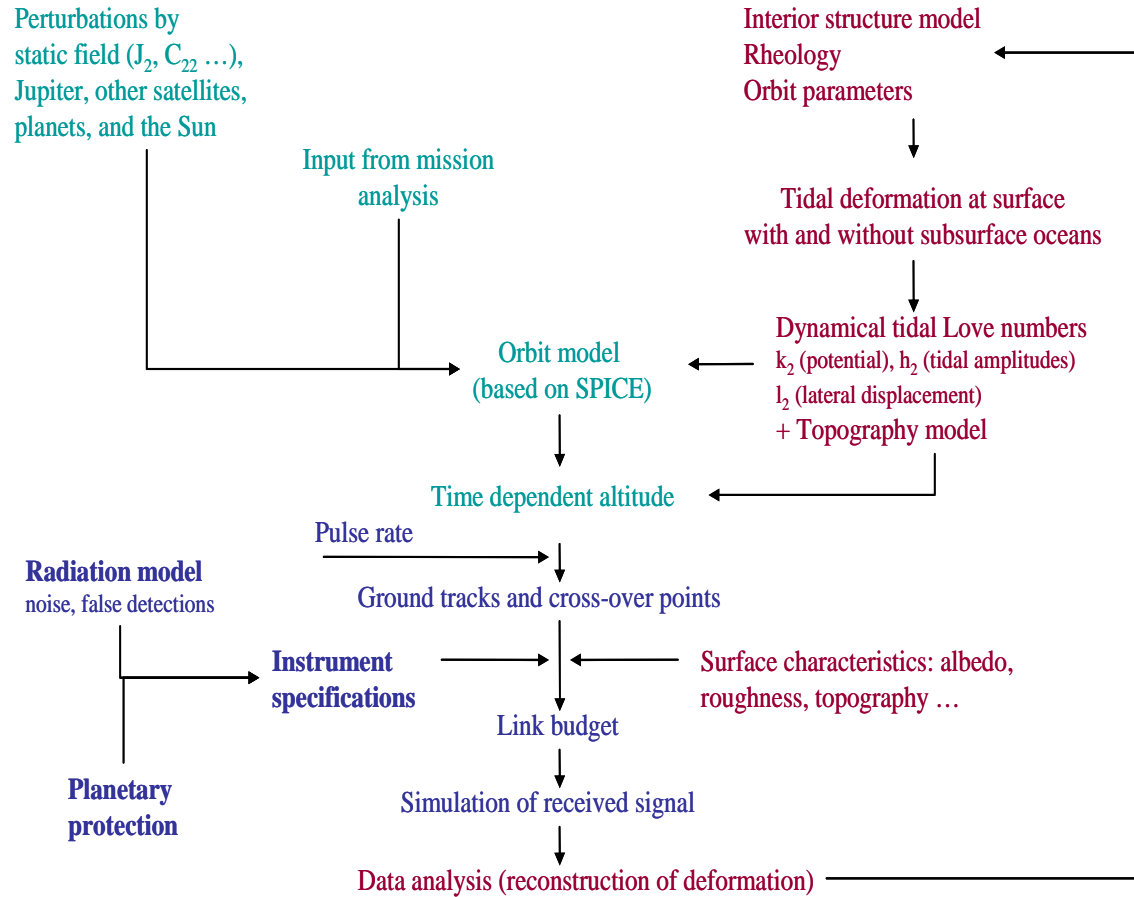 Perturbations by
static field (J₂, C₂₂ …),
Jupiter, other satellites,
planets, and the Sun
Input from mission
analysis
Interior structure model
Rheology
Orbit parameters
Tidal deformation at surface
with and without subsurface oceans
Dynamical tidal Love numbers
k₂ (potential), h₂ (tidal amplitudes)
l₂ (lateral displacement)
+ Topography model
Orbit model
(based on SPICE)
Time dependent altitude
Pulse rate
Radiation model
noise, false detections
Ground tracks and cross-over points
Instrument
specifications
Surface characteristics: albedo,
roughness, topography …
Link budget
Planetary
protection
Simulation of received signal
Data analysis (reconstruction of deformation)